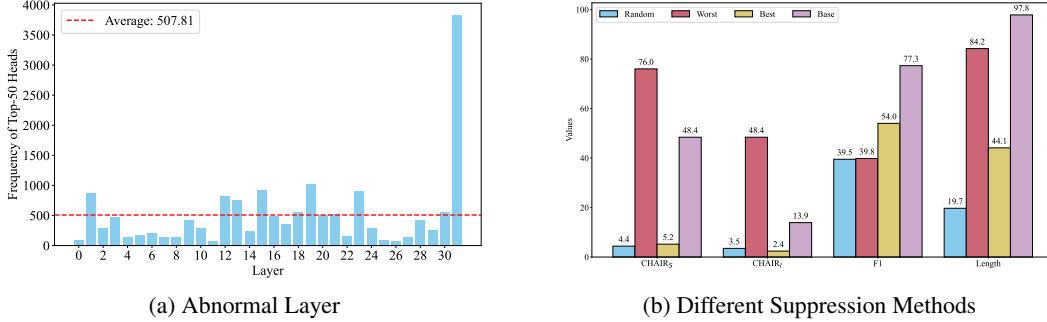 4000
3500
3000
2500
2000
1500
1000
500
0
Frequency of Top-50 Heads
Average: 507.81
0 2 4 6 8 10 12 14 16 18 20 22 24 26 28 30
Layer
(a) Abnormal Layer
100
80
60
40
20
0
Values
Random Worst Best Base
4.4 76.0 5.2 48.4
3.5 48.4 2.4 13.9
39.5 39.8 54.0 77.3
19.7 84.2 44.1 97.8
CHAIR_S CHAIR_I F1 Length
(b) Different Suppression Methods